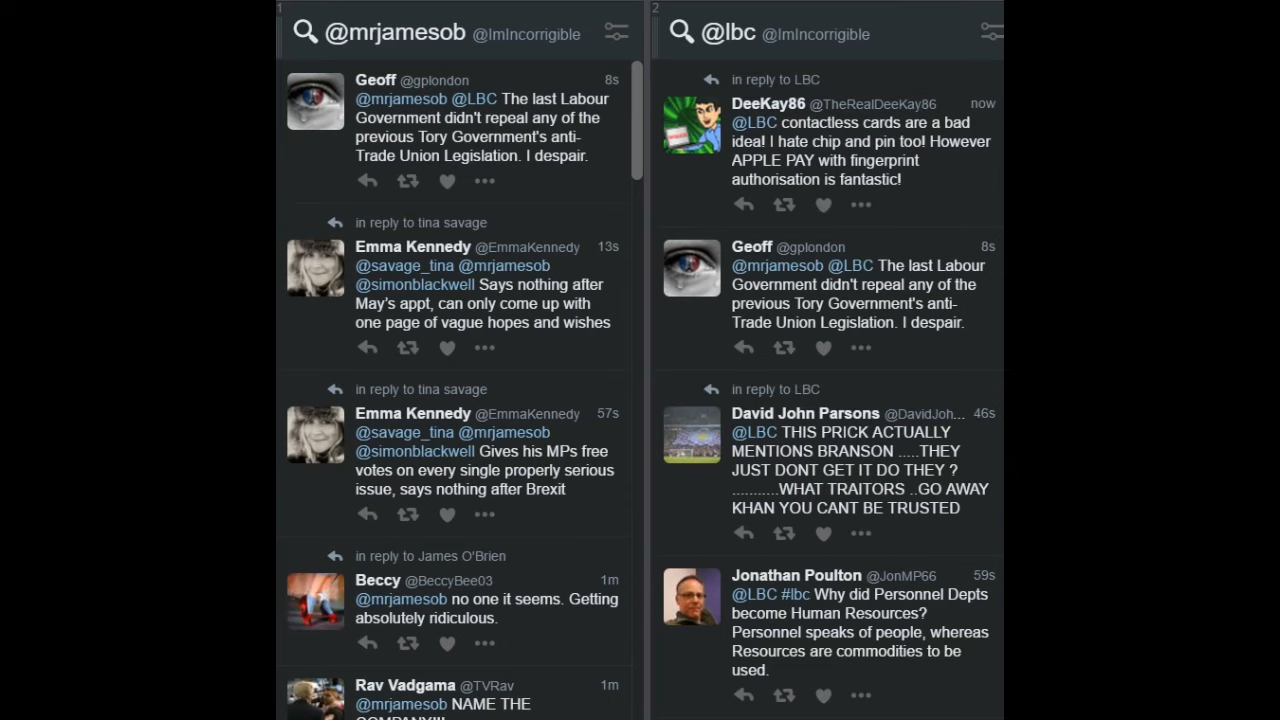 1
@mrjamesob @ImIncorrigible
Geoff @gplondon 8s
@mrjamesob @LBC The last Labour
Government didn't repeal any of the
previous Tory Government's anti-
Trade Union Legislation. I despair.
in reply to tina savage
Emma Kennedy @EmmaKennedy 13s
@savage_tina @mrjamesob
@simonblackwell Says nothing after
May's appt, can only come up with
one page of vague hopes and wishes
in reply to tina savage
Emma Kennedy @EmmaKennedy 57s
@savage_tina @mrjamesob
@simonblackwell Gives his MPs free
votes on every single properly serious
issue, says nothing after Brexit
in reply to James O'Brien
Beccy @BeccyBee03 1m
@mrjamesob no one it seems. Getting
absolutely ridiculous.
Rav Vadgama @TVRav 1m
@mrjamesob NAME THE
COMPANY!!!
2
@lbc @ImIncorrigible
in reply to LBC
DeeKay86 @TheRealDeeKay86 now
@LBC contactless cards are a bad
idea! I hate chip and pin too! However
APPLE PAY with fingerprint
authorisation is fantastic!
Geoff @gplondon 8s
@mrjamesob @LBC The last Labour
Government didn't repeal any of the
previous Tory Government's anti-
Trade Union Legislation. I despair.
in reply to LBC
David John Parsons @DavidJoh... 46s
@LBC THIS PRICK ACTUALLY
MENTIONS BRANSON .....THEY
JUST DONT GET IT DO THEY ?
...........WHAT TRAITORS ..GO AWAY
KHAN YOU CANT BE TRUSTED
Jonathan Poulton @JonMP66 59s
@LBC #lbc Why did Personnel Depts
become Human Resources?
Personnel speaks of people, whereas
Resources are commodities to be
used.